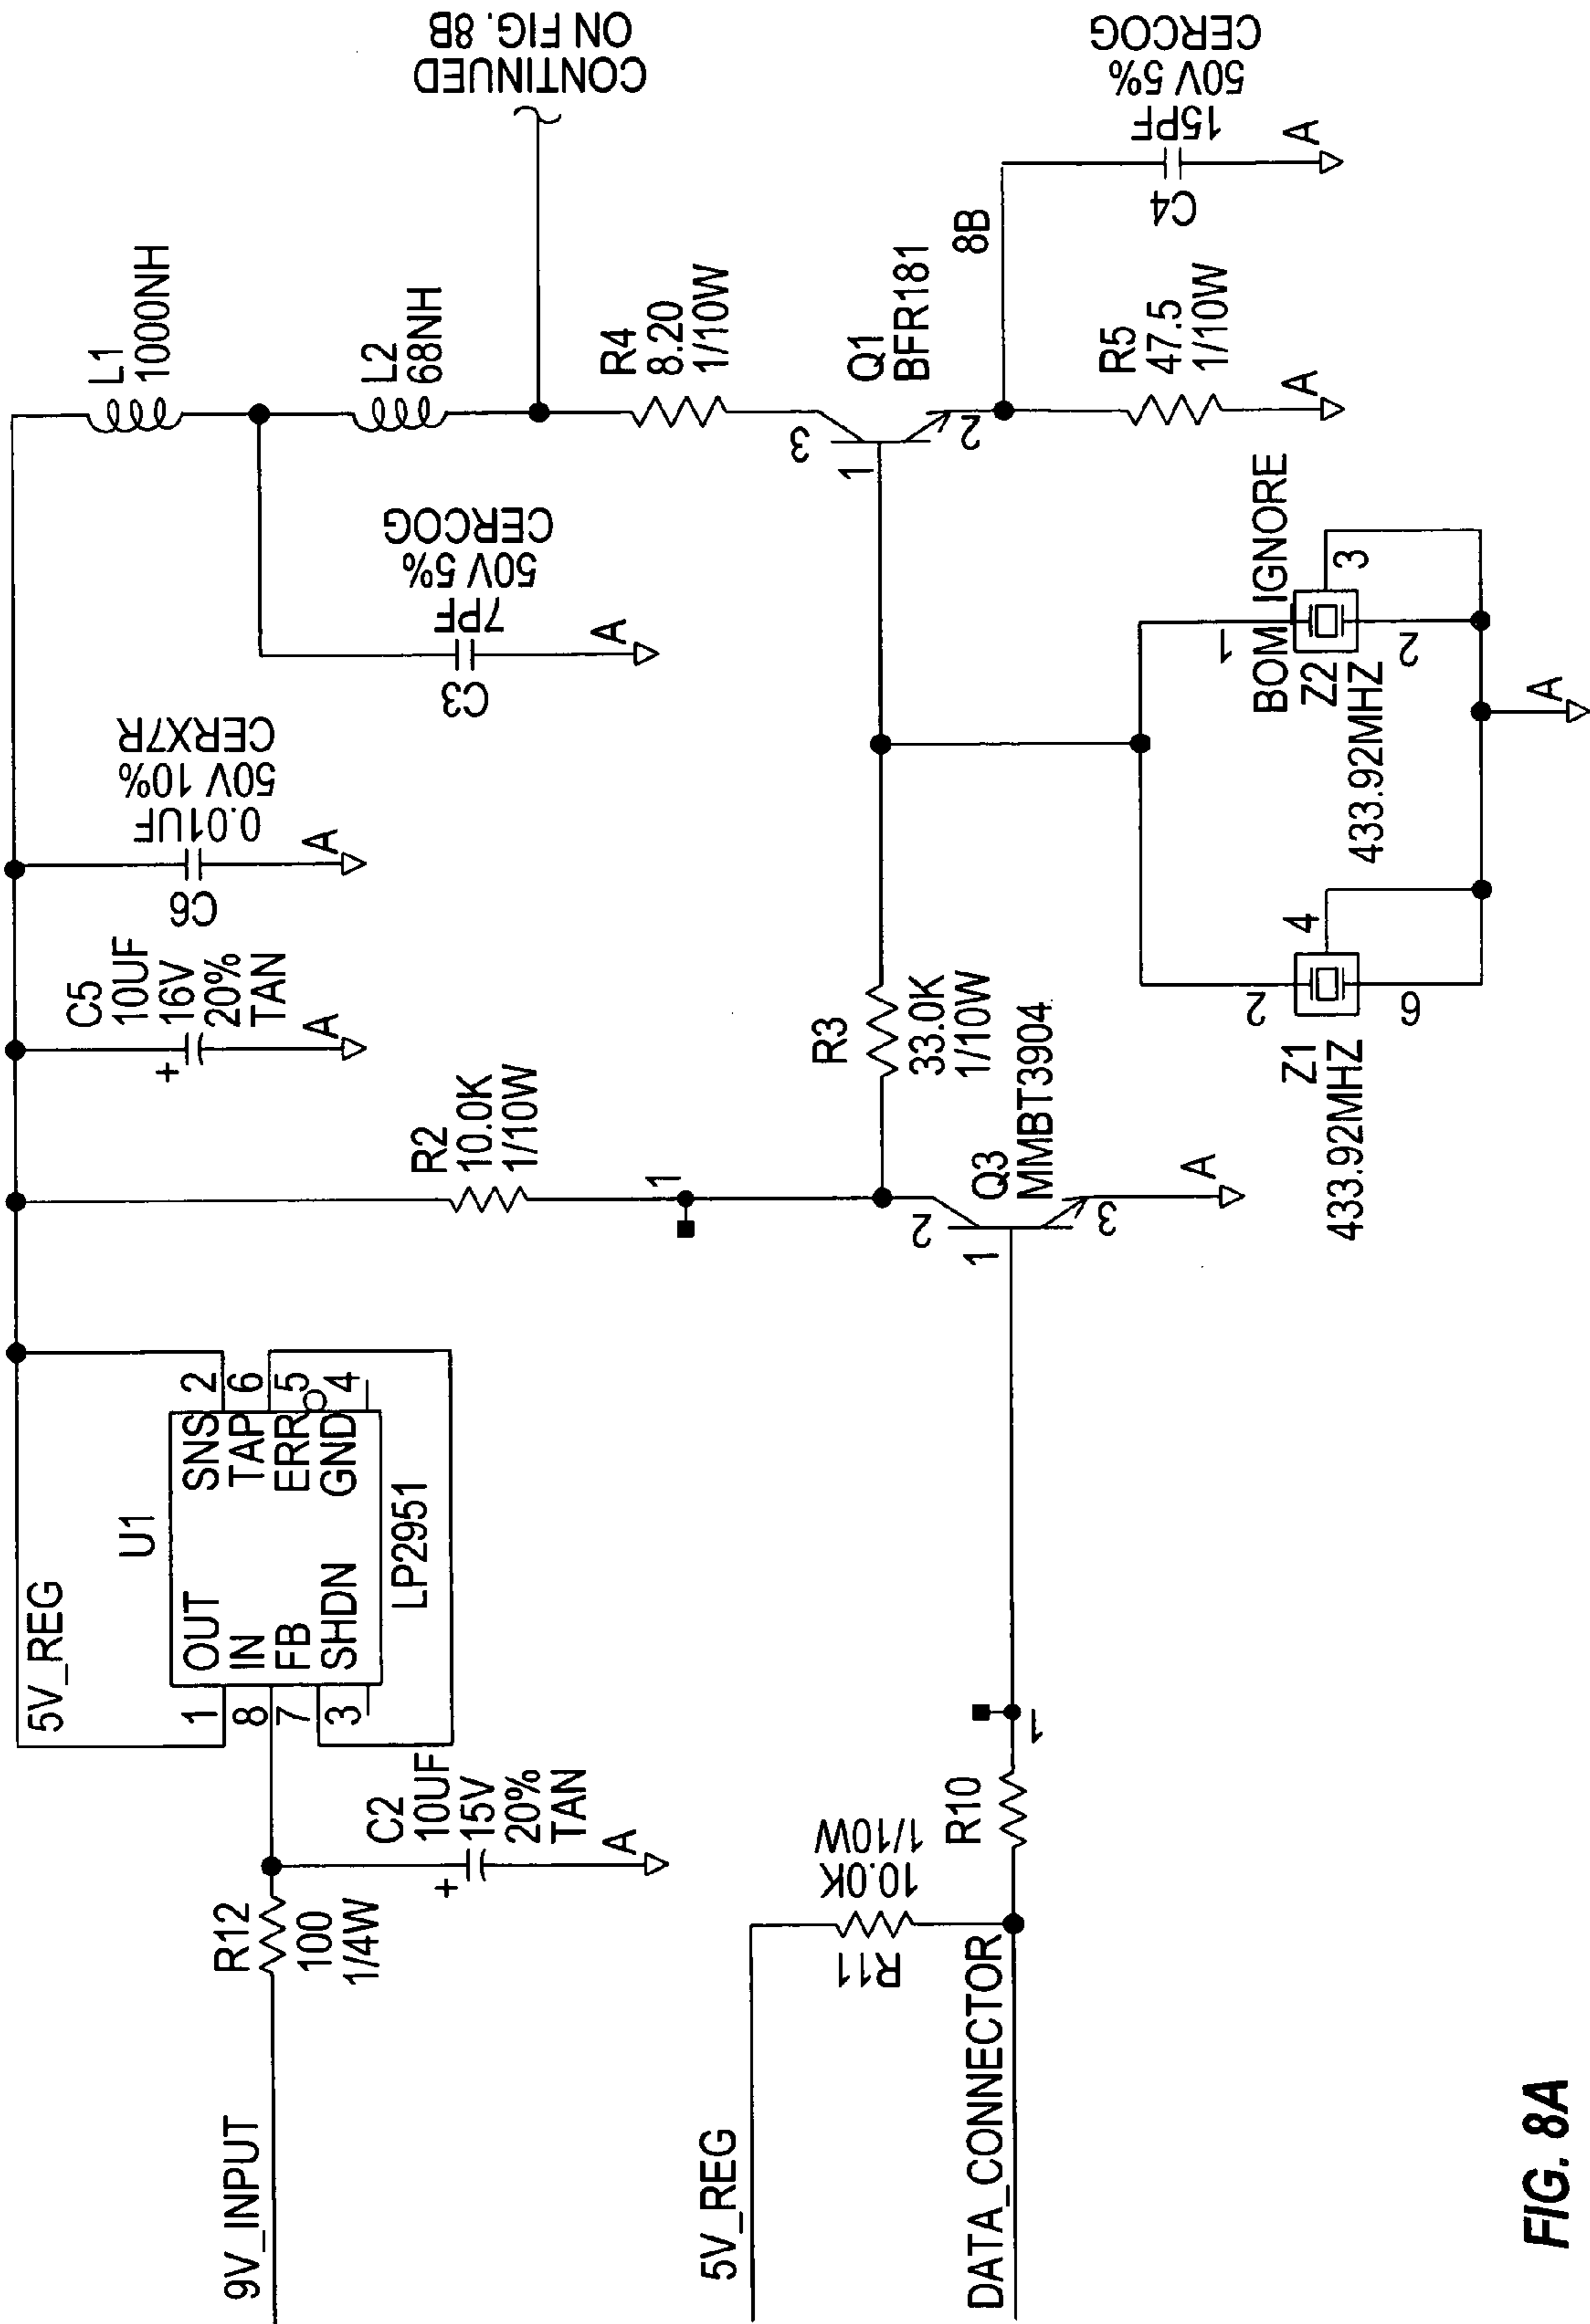 9V_INPUT
R12
100
1/4W
C2
10UF
15V
20%
TAN
+
A
5V_REG
U1
1
OUT
8
IN
7
FB
3
SHDN
SNS
2
TAP
6
ERR
5
GND
4
LP2951
5V_REG
R11
10.0K
1/10W
DATA_CONNECTOR
R10
1
R2
10.0K
1/10W
1
Q3
MMBT3904
2
1
3
A
C5
10UF
16V
20%
TAN
+
A
C6
0.01UF
50V 10%
CERX7R
A
R3
33.0K
1/10W
C3
7PF
50V 5%
CERCOG
A
L1
1000NH
L2
68NH
CONTINUED
ON FIG. 8B
R4
8.20
1/10W
Q1
BFR181
3
1
2
8B
R5
47.5
1/10W
A
C4
15PF
50V 5%
CERCOG
A
Z1
433.92MHZ
2
4
6
BOM IGNORE
Z2
433.92MHZ
1
3
2
A
FIG. 8A